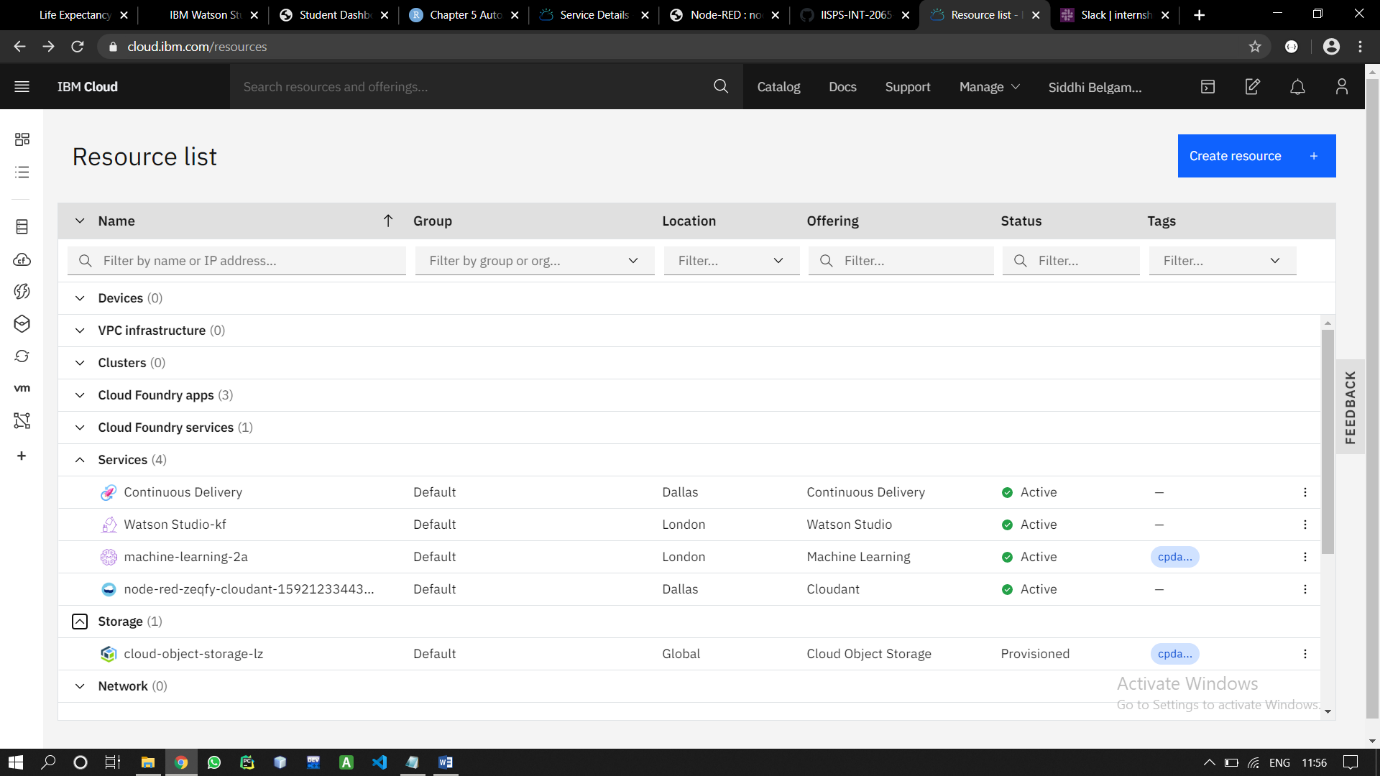 Life Expectancy
IBM Watson Stu
Student Dashbo
Chapter 5 Auto
Service Details
Node-RED : no
IISPS-INT-2065
Resource list -
Slack | internsh
cloud.ibm.com/resources
IBM Cloud
Search resources and offerings...
Catalog
Docs
Support
Manage
Siddhi Belgam...
Resource list
Create resource +
Name
Group
Location
Offering
Status
Tags
Filter by name or IP address...
Filter by group or org...
Filter...
Filter...
Filter...
Filter...
Devices (0)
VPC infrastructure (0)
Clusters (0)
Cloud Foundry apps (3)
Cloud Foundry services (1)
Services (4)
Continuous Delivery Default Dallas Continuous Delivery Active —
Watson Studio-kf Default London Watson Studio Active —
machine-learning-2a Default London Machine Learning Active cpda...
node-red-zeqfy-cloudant-15921233443... Default Dallas Cloudant Active —
Storage (1)
cloud-object-storage-lz Default Global Cloud Object Storage Provisioned cpda...
Network (0)
vm
FEEDBACK
Activate Windows
Go to Settings to activate Windows.
ENG
11:56